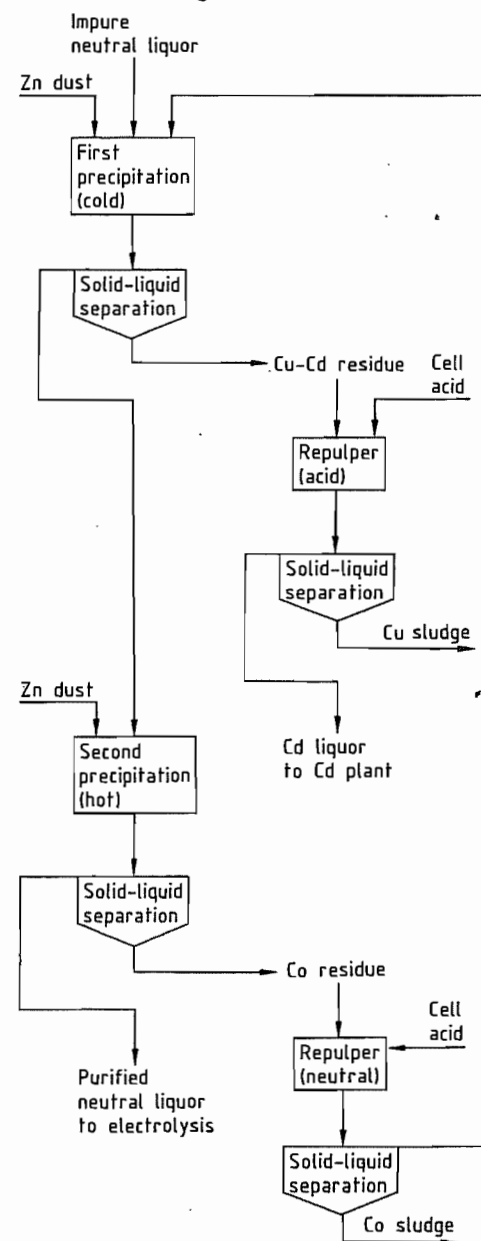 Impure
neutral liquor
Zn dust
First
precipitation
(cold)
Solid-liquid
separation
Cu-Cd residue
Cell
acid
Repulper
(acid)
Solid-liquid
separation
Cu sludge
Zn dust
Cd liquor
to Cd plant
Second
precipitation
(hot)
Solid-liquid
separation
Co residue
Cell
acid
Repulper
(neutral)
Purified
neutral liquor
to electrolysis
Solid-liquid
separation
Co sludge